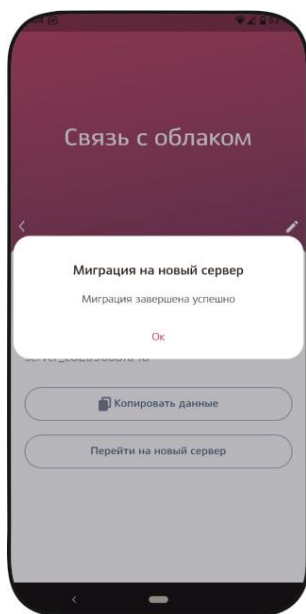 Связь с облаком
Миграция на новый сервер
Миграция завершена успешно
Ок
Копировать данные
Перейти на новый сервер